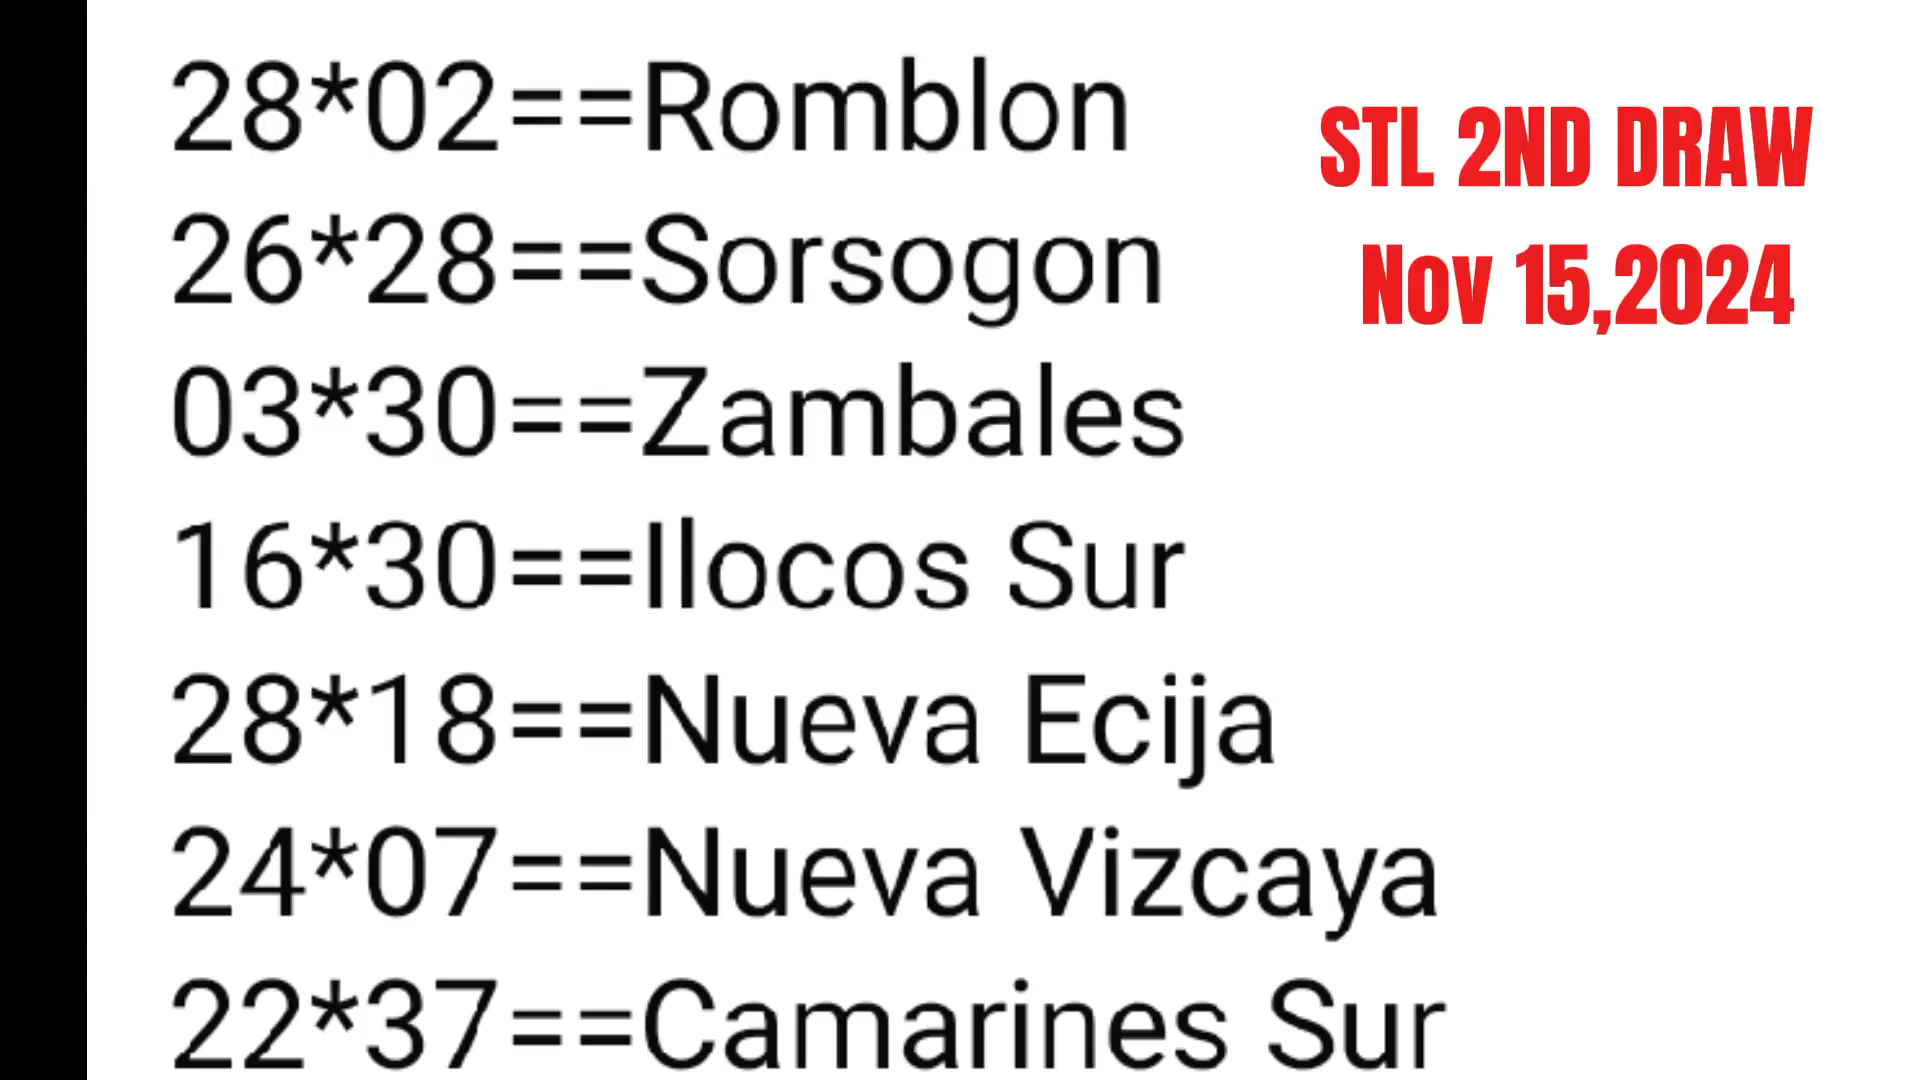 28*02==Romblon
26*28==Sorsogon
03*30==Zambales
16*30==Ilocos Sur
28*18==Nueva Ecija
24*07==Nueva Vizcaya
22*37==Camarines Sur
STL 2ND DRAW
Nov 15,2024